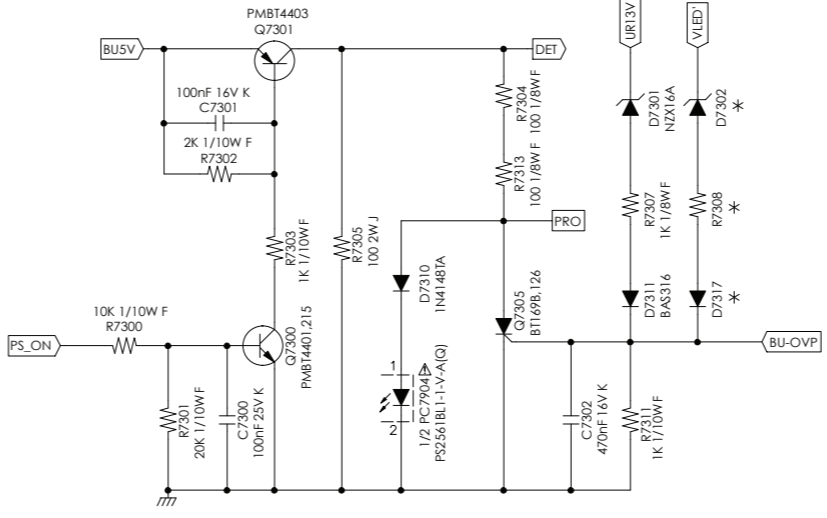 PMBT4403
Q7301
BU5V
DET
UR13V
VLED'
100nF 16V K
C7301
2K 1/10W F
R7302
R7304
100 1/8W F
R7313
100 1/8W F
D7301
NZX16A
D7302
*
R7303
1K 1/10W F
R7305
100 2W J
PRO
R7307
1K 1/8W F
R7308
*
D7310
1N4148TA
Q7305
BT169B,126
D7311
BAS316
D7317
*
10K 1/10W F
R7300
PS_ON
Q7300
PMBT4401,215
BU-OVP
1
2
1/2 PC7904
PS2561BL1-1-V-A(Q)
R7301
20K 1/10W F
C7300
100nF 25V K
C7302
470nF 16V K
R7311
1K 1/10W F